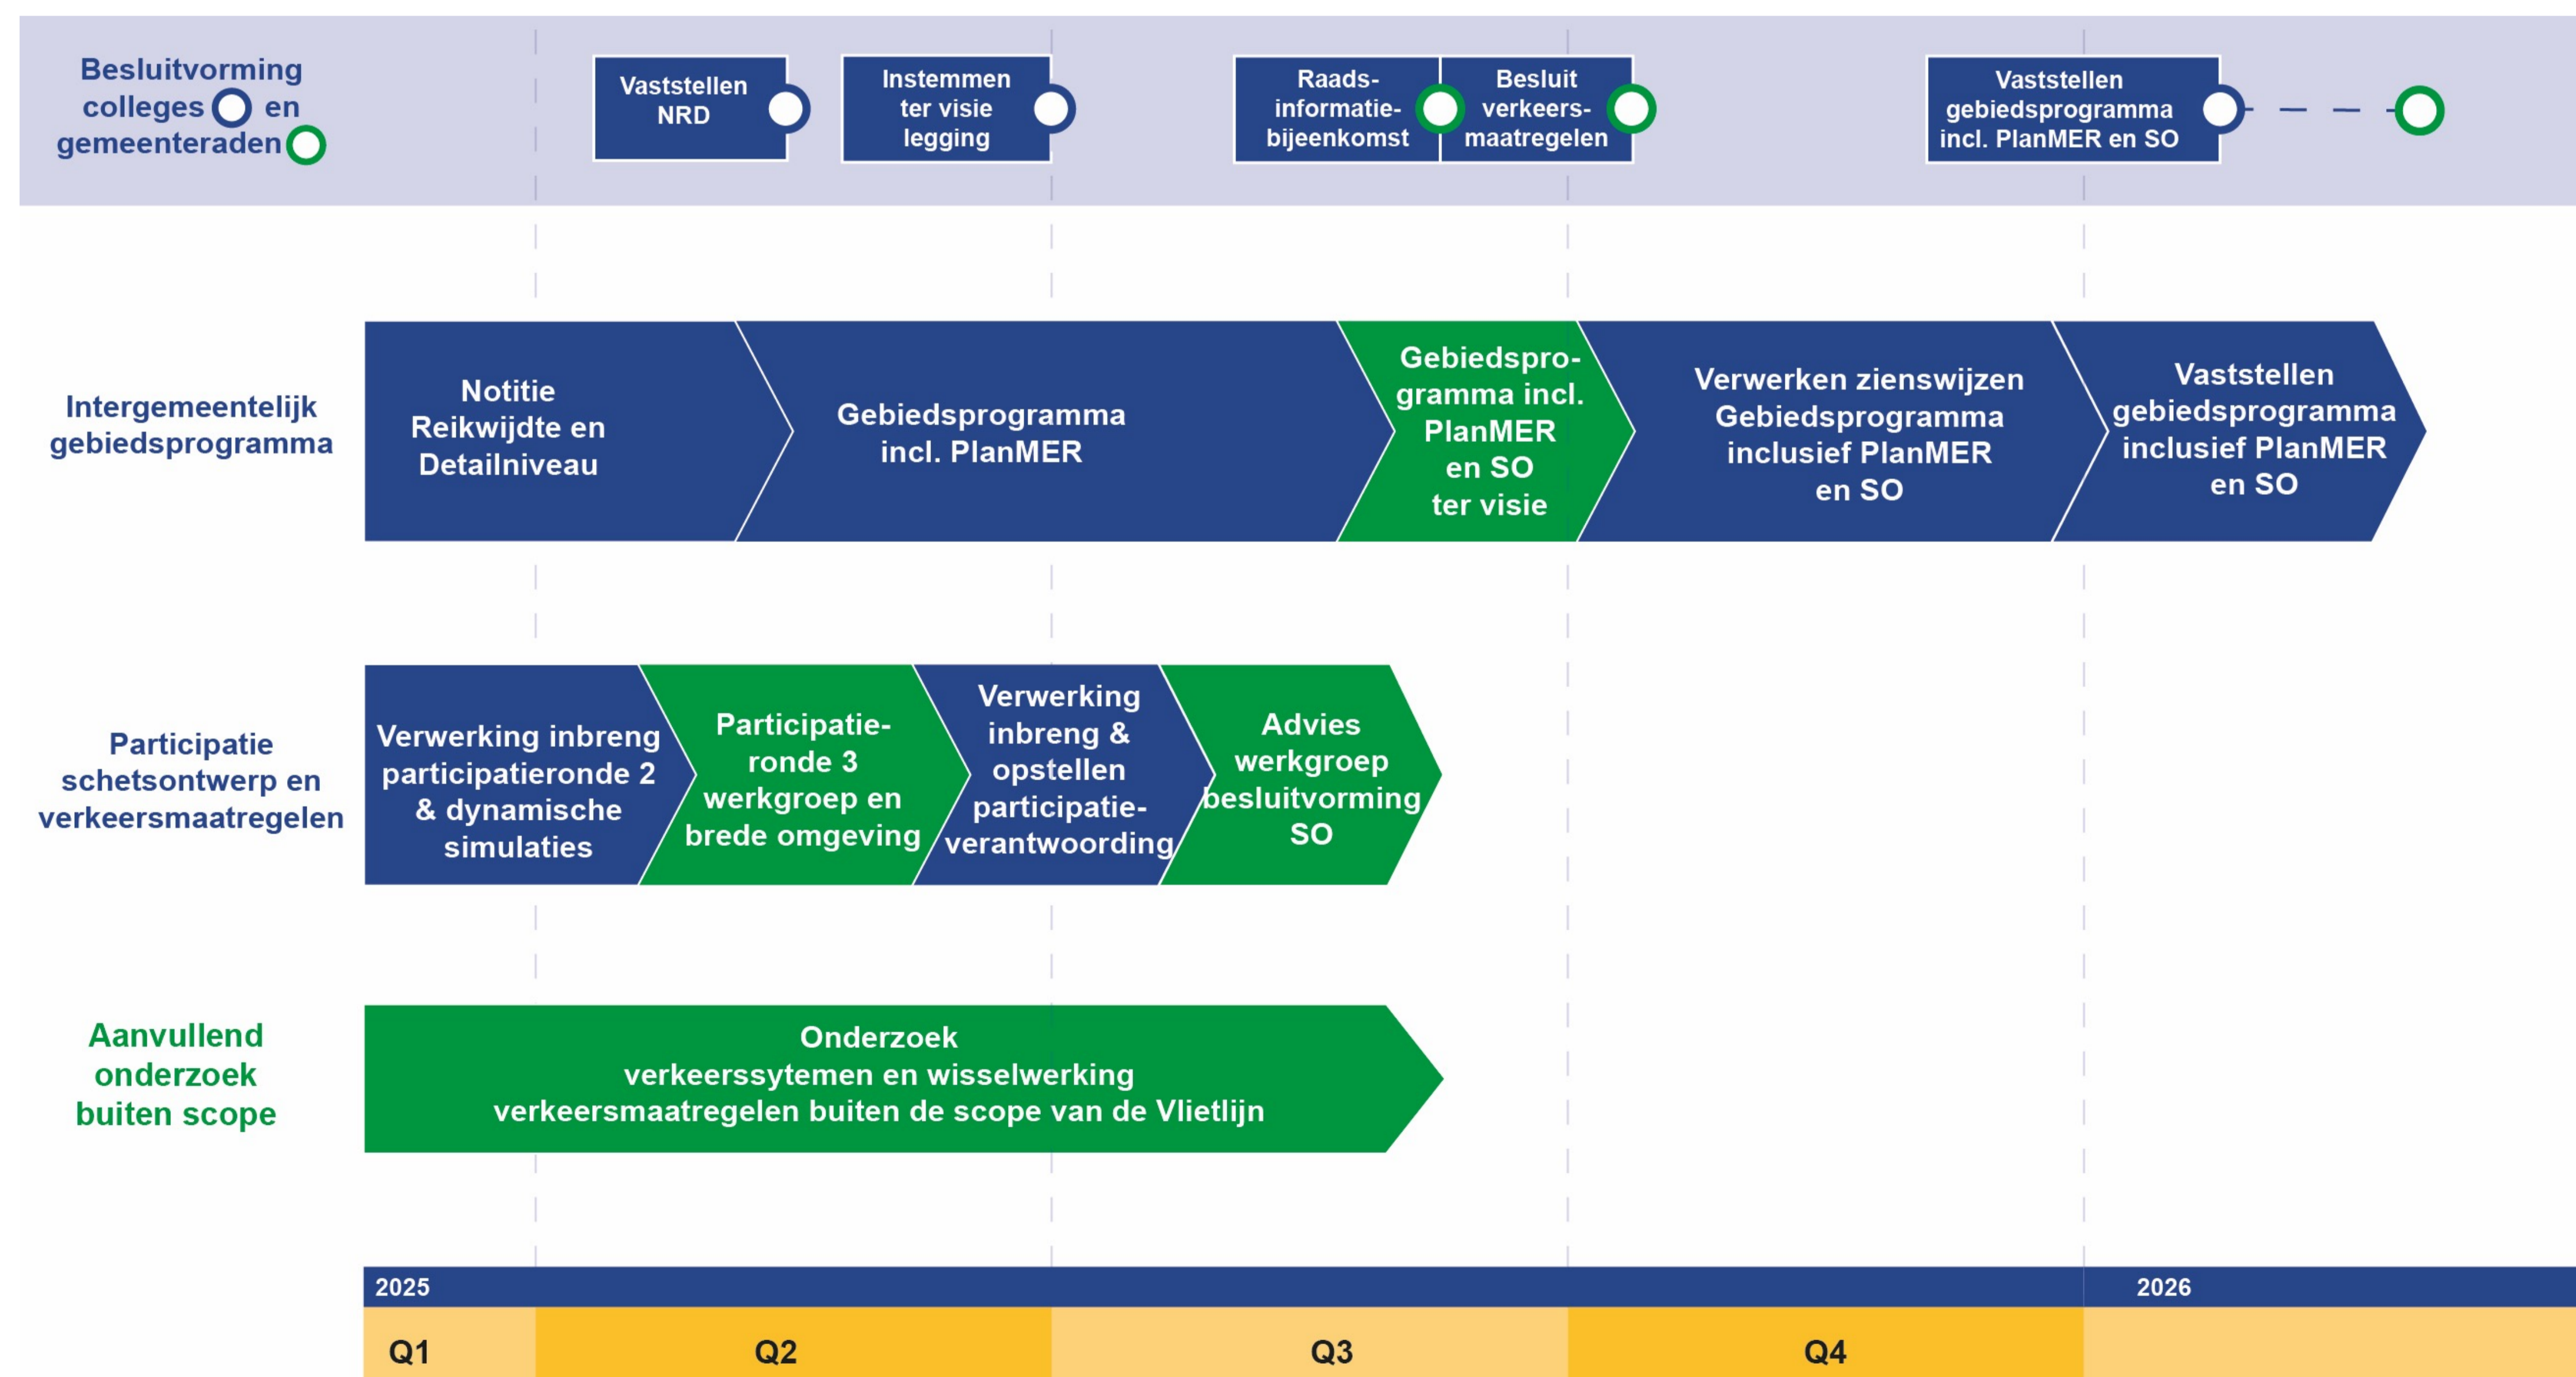 Besluitvorming
colleges en
gemeenteraden
Vaststellen
NRD
Instemmen
ter visie
legging
Raads-
informatie-
bijeenkomst
Besluit
verkeers-
maatregelen
Vaststellen
gebiedsprogramma
incl. PlanMER en SO
Intergemeentelijk
gebiedsprogramma
Notitie
Reikwijdte en
Detailniveau
Gebiedsprogramma
incl. PlanMER
Gebiedspro-
gramma incl.
PlanMER
en SO
ter visie
Verwerken zienswijzen
Gebiedsprogramma
inclusief PlanMER
en SO
Vaststellen
gebiedsprogramma
inclusief PlanMER
en SO
Participatie
schetsontwerp en
verkeersmaatregelen
Verwerking inbreng
participatieronde 2
& dynamische
simulaties
Participatie-
ronde 3
werkgroep en
brede omgeving
Verwerking
inbreng &
opstellen
participatie-
verantwoording
Advies
werkgroep
besluitvorming
SO
Aanvullend
onderzoek
buiten scope
Onderzoek
verkeerssytemen en wisselwerking
verkeersmaatregelen buiten de scope van de Vlietlijn
2025
2026
Q1
Q2
Q3
Q4